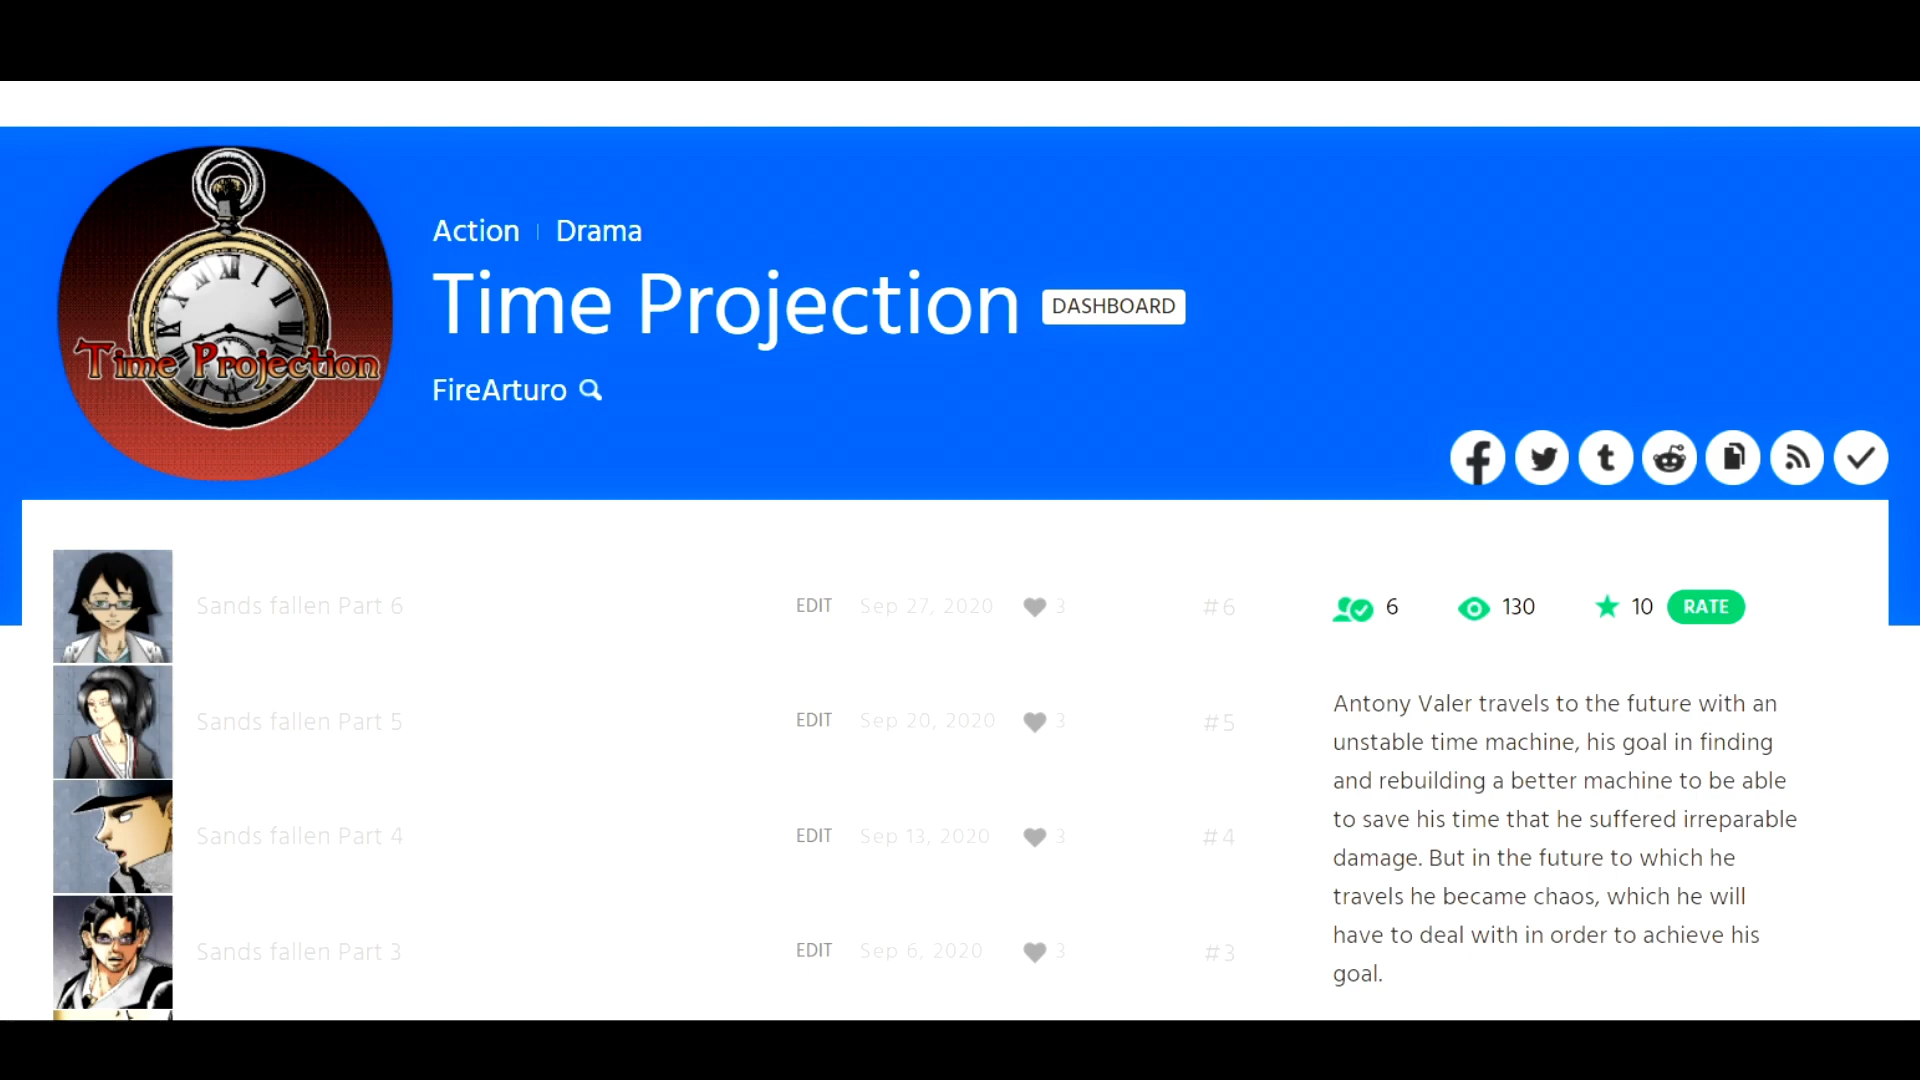 Time Projection
Action | Drama
Time Projection DASHBOARD
FireArturo
Sands fallen Part 6 EDIT Sep 27, 2020 3 #6
Sands fallen Part 5 EDIT Sep 20, 2020 3 #5
Sands fallen Part 4 EDIT Sep 13, 2020 3 #4
Sands fallen Part 3 EDIT Sep 6, 2020 3 #3
6 130 10 RATE
Antony Valer travels to the future with an
unstable time machine, his goal in finding
and rebuilding a better machine to be able
to save his time that he suffered irreparable
damage. But in the future to which he
travels he became chaos, which he will
have to deal with in order to achieve his
goal.